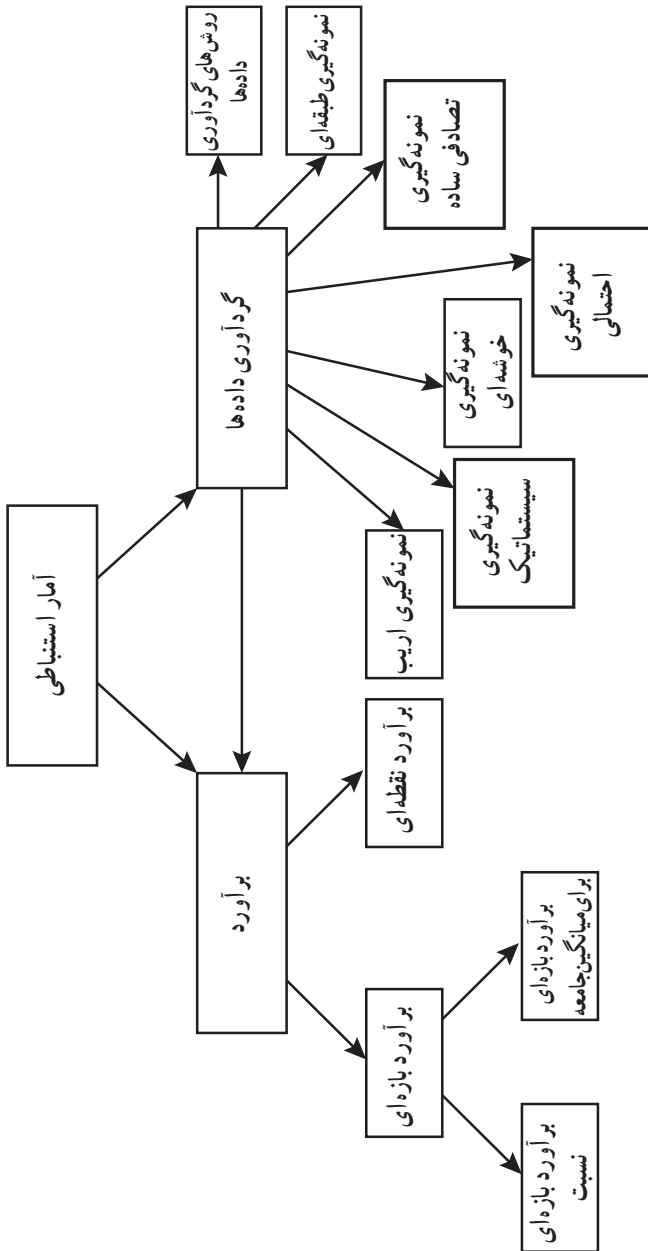 آمار استنباطی
گردآوری داده‌ها
برآورد
روش‌های گردآوری
داده‌ها
نمونه‌گیری طبقه‌ای
نمونه‌گیری
تصادفی ساده
نمونه‌گیری
احتمالی
نمونه‌گیری
خوشه‌ای
نمونه‌گیری
سیستماتیک
نمونه‌گیری اریب
برآورد نقطه‌ای
برآورد بازه‌ای
برآورد بازه‌ای
برای میانگین جامعه
برآورد بازه‌ای
نسبت